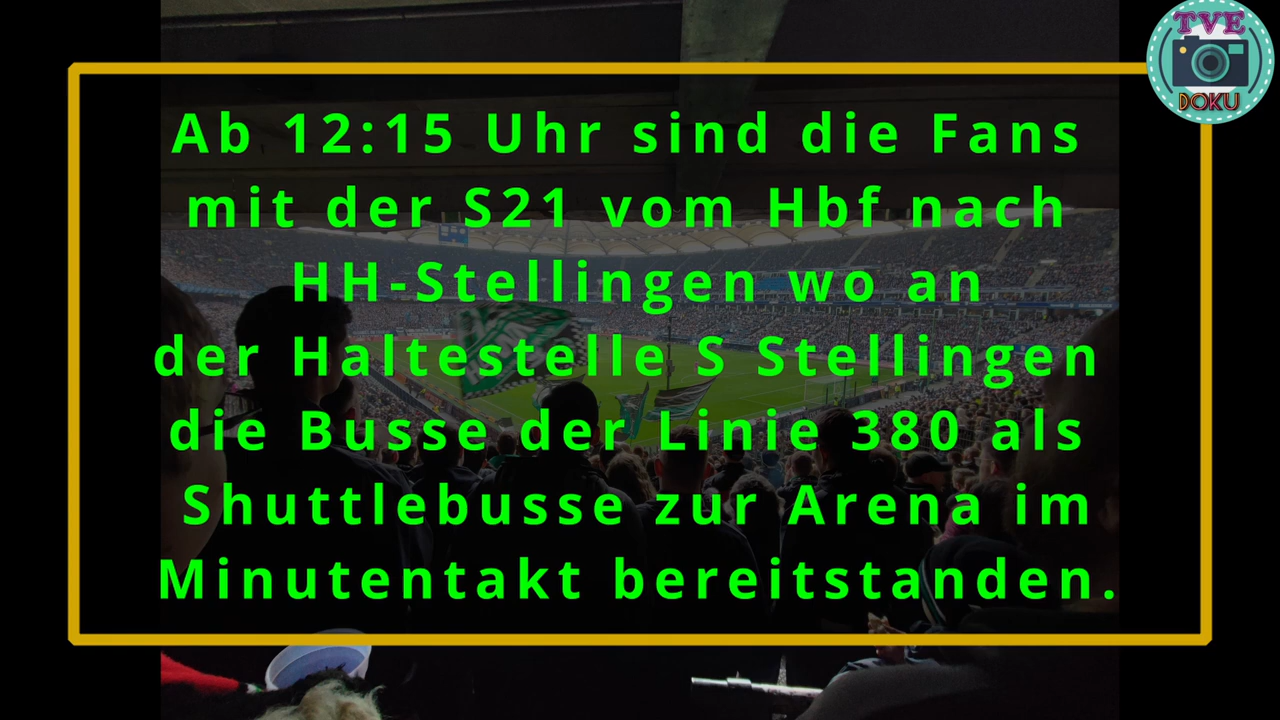 TVE
DOKU
Ab 12:15 Uhr sind die Fans
mit der S21 vom Hbf nach
HH-Stellingen wo an
der Haltestelle S Stellingen
die Busse der Linie 380 als
Shuttlebusse zur Arena im
Minutentakt bereitstanden.